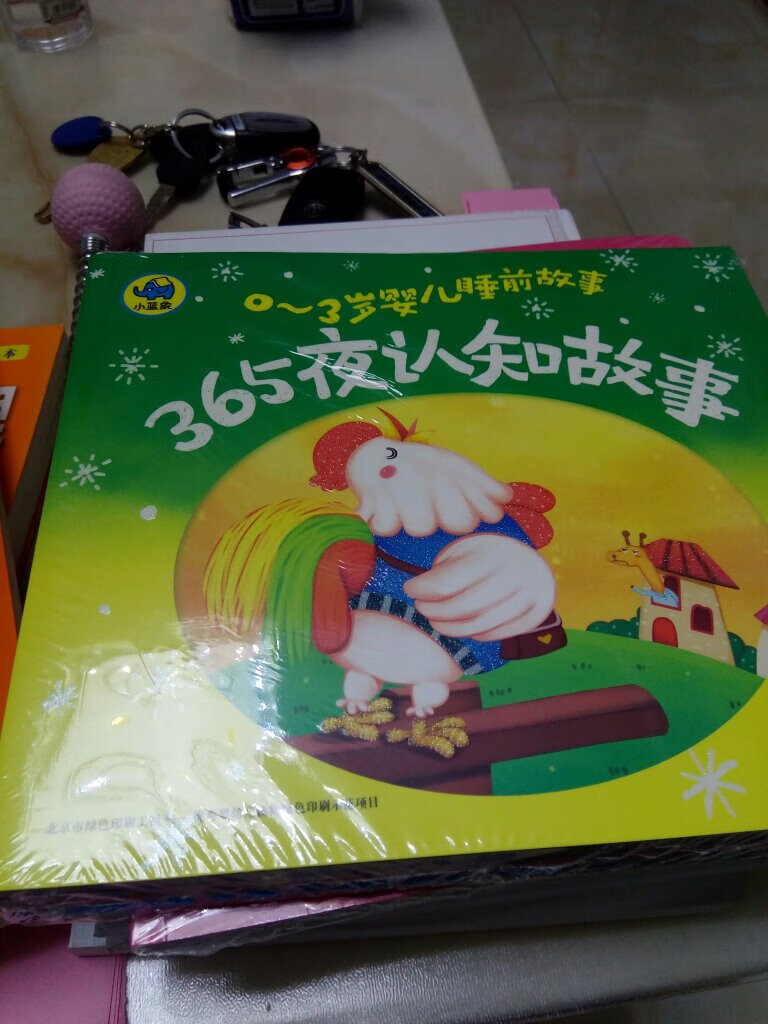 小蓝象
0～3岁婴儿睡前故事
365夜认知故事
本
北京市绿色印刷工
色印刷示范项目